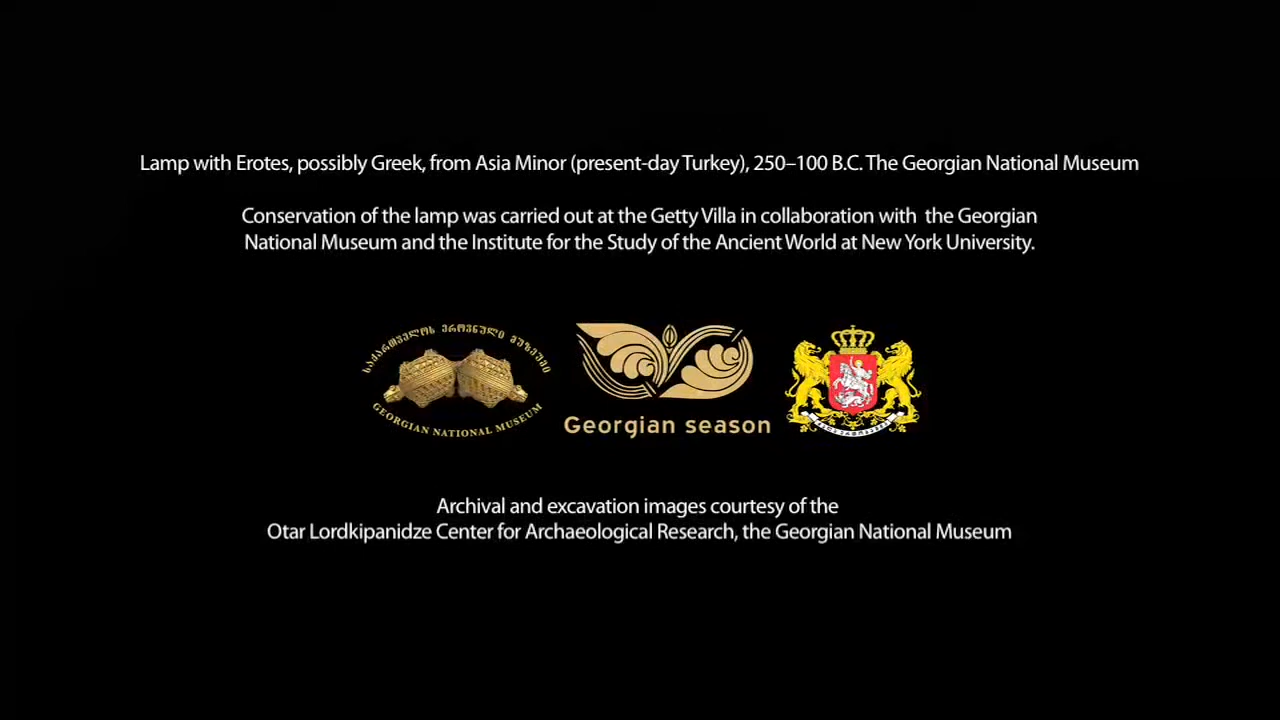 Lamp with Erotes, possibly Greek, from Asia Minor (present-day Turkey), 250–100 B.C. The Georgian National Museum
Conservation of the lamp was carried out at the Getty Villa in collaboration with the Georgian
National Museum and the Institute for the Study of the Ancient World at New York University.
საქართველოს ეროვნული მუზეუმი
GEORGIAN NATIONAL MUSEUM
Georgian season
Archival and excavation images courtesy of the
Otar Lordkipanidze Center for Archaeological Research, the Georgian National Museum